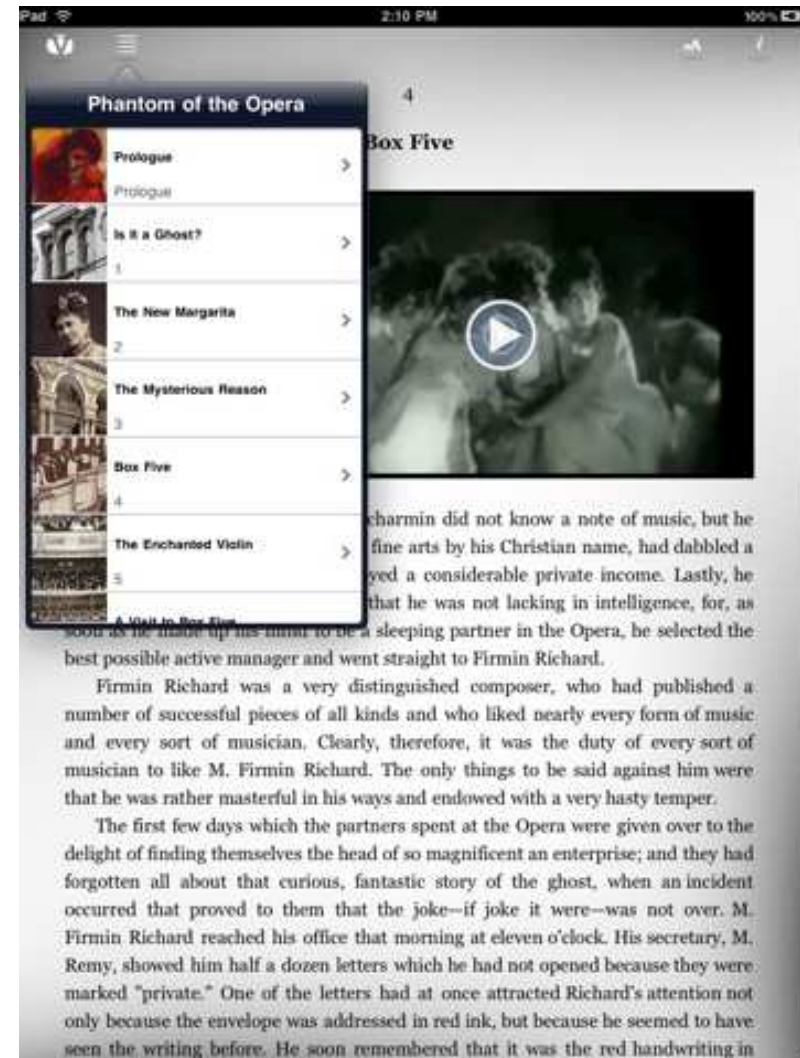 iPad 2:10 PM 100%
Phantom of the Opera
Prologue
Prologue
Is it a Ghost?
1
The New Margarita
2
The Mysterious Reason
3
Box Five
4
The Enchanted Violin
5
A Visit to Box Five
4
Box Five
charmin did not know a note of music, but he
fine arts by his Christian name, had dabbled a
yed a considerable private income. Lastly, he
that he was not lacking in intelligence, for, as
soon as he made up his mind to be a sleeping partner in the Opera, he selected the
best possible active manager and went straight to Firmin Richard.
Firmin Richard was a very distinguished composer, who had published a
number of successful pieces of all kinds and who liked nearly every form of music
and every sort of musician. Clearly, therefore, it was the duty of every sort of
musician to like M. Firmin Richard. The only things to be said against him were
that he was rather masterful in his ways and endowed with a very hasty temper.
The first few days which the partners spent at the Opera were given over to the
delight of finding themselves the head of so magnificent an enterprise; and they had
forgotten all about that curious, fantastic story of the ghost, when an incident
occurred that proved to them that the joke—if joke it were—was not over. M.
Firmin Richard reached his office that morning at eleven o'clock. His secretary, M.
Remy, showed him half a dozen letters which he had not opened because they were
marked "private." One of the letters had at once attracted Richard's attention not
only because the envelope was addressed in red ink, but because he seemed to have
seen the writing before. He soon remembered that it was the red handwriting in